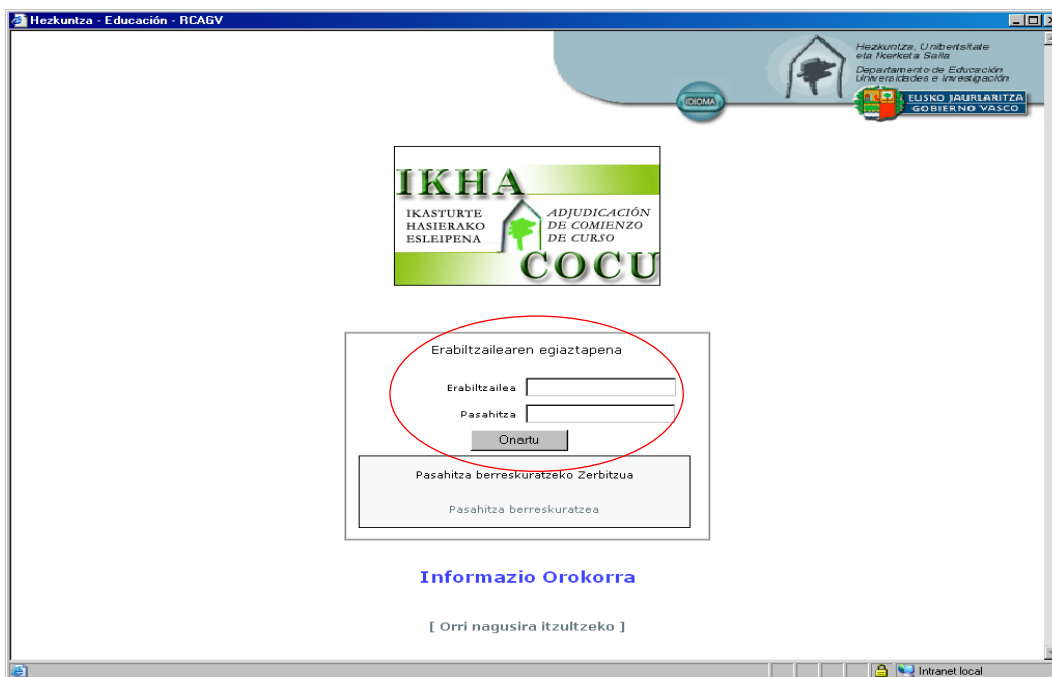 Hezkuntza - Educación - RCAGV
Hezkuntza, Unibertsitate
eta Ikerketa Saila
Departamento de Educación
Universidades e Investigación
IDIOMA
EUSKO JAURLARITZA
GOBIERNO VASCO
IKHA
IKASTURTE
HASIERAKO
ESLEIPENA
ADJUDICACIÓN
DE COMIENZO
DE CURSO
COCU
Erabiltzailearen egiaztapena
Erabiltzailea
Pasahitza
Onartu
Pasahitza berreskuratzeko Zerbitzua
Pasahitza berreskuratzea
Informazio Orokorra
[ Orri nagusira itzultzeko ]
Intranet local